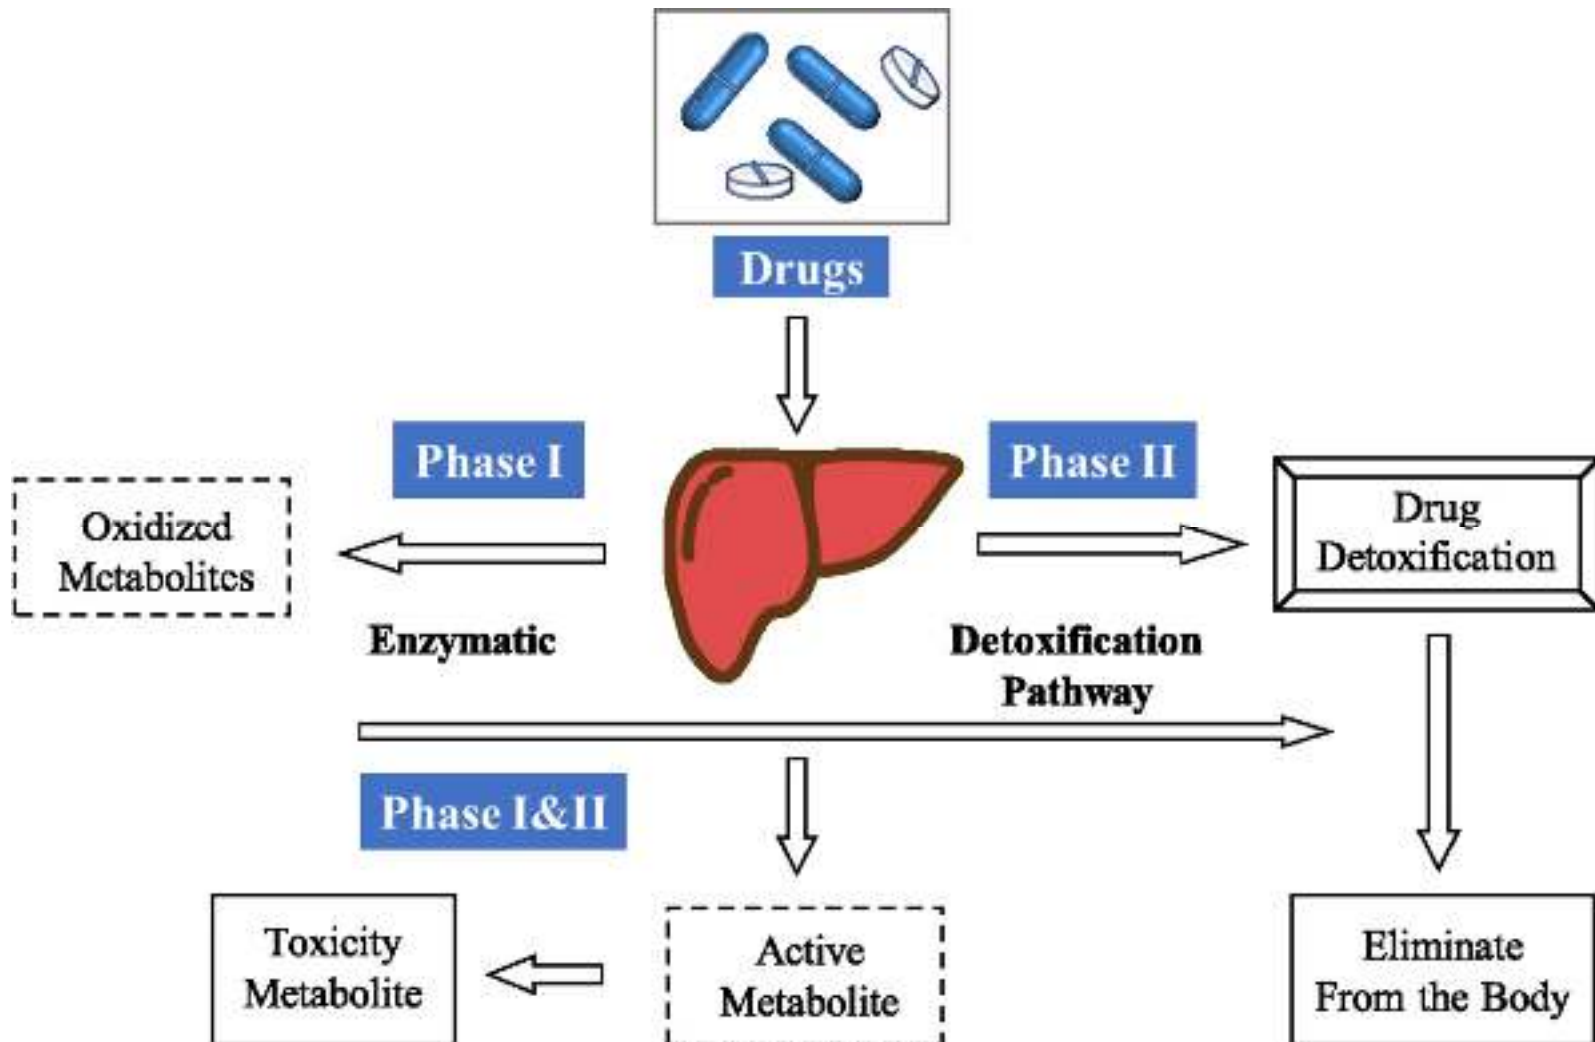 Drugs
Phase I
Phase II
Oxidized
Metabolites
Drug
Detoxification
Enzymatic
Detoxification
Pathway
Phase I&II
Toxicity
Metabolite
Active
Metabolite
Eliminate
From the Body